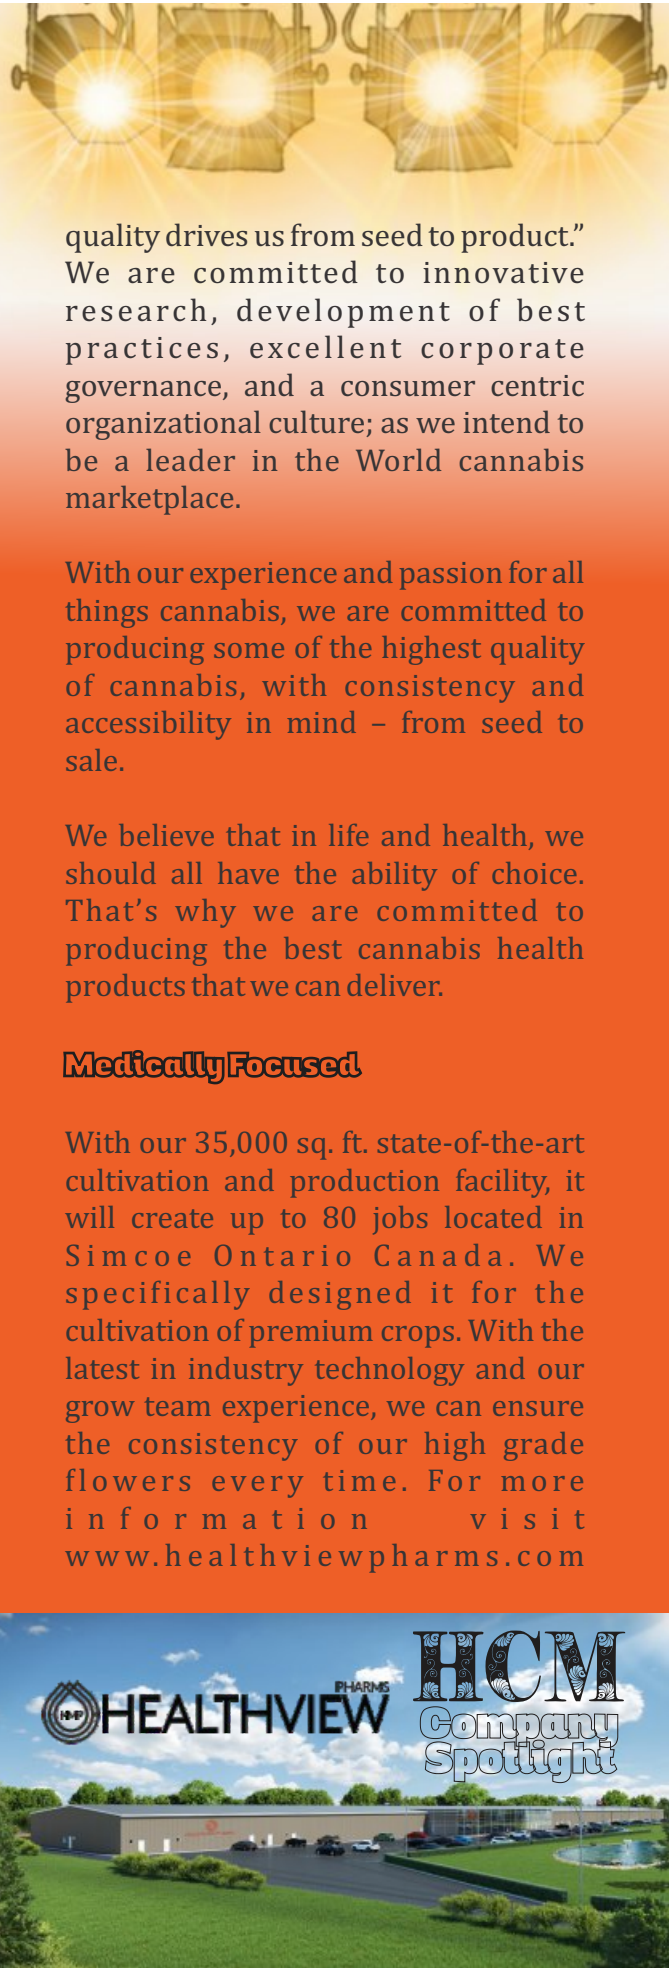 quality drives us from seed to product.”
We are committed to innovative
research, development of best
practices, excellent corporate
governance, and a consumer centric
organizational culture; as we intend to
be a leader in the World cannabis
marketplace.
With our experience and passion for all
things cannabis, we are committed to
producing some of the highest quality
of cannabis, with consistency and
accessibility in mind – from seed to
sale.
We believe that in life and health, we
should all have the ability of choice.
That’s why we are committed to
producing the best cannabis health
products that we can deliver.
Medically Focused
With our 35,000 sq. ft. state-of-the-art
cultivation and production facility, it
will create up to 80 jobs located in
Simcoe Ontario Canada. We
specifically designed it for the
cultivation of premium crops. With the
latest in industry technology and our
grow team experience, we can ensure
the consistency of our high grade
flowers every time. For more
information visit
www.healthviewpharms.com
PHARMS
HEALTHVIEW
HCM
Company
Spotlight